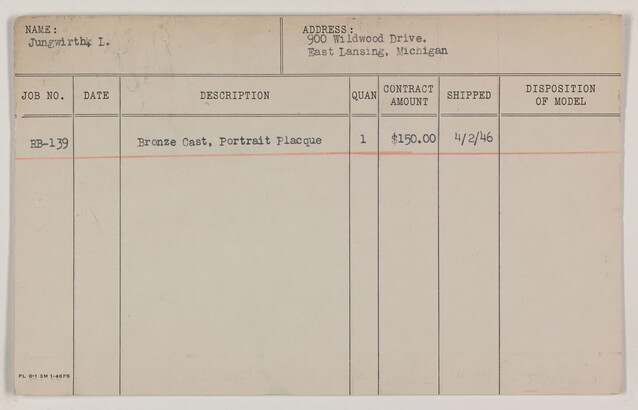 NAME:
Jungwirth, L.
ADDRESS:
900 Wildwood Drive.
East Lansing, Michigan
JOB NO. DATE DESCRIPTION QUAN CONTRACT AMOUNT SHIPPED DISPOSITION OF MODEL
RB-139 Bronze Cast, Portrait Placque 1 $150.00 4/2/46